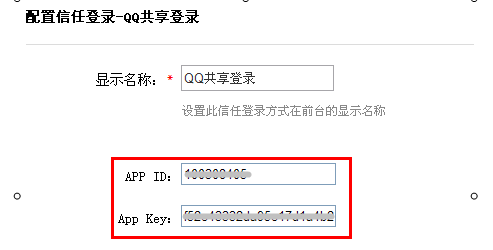 配置信任登录-QQ共享登录
显示名称: * QQ共享登录
设置此信任登录方式在前台的显示名称
APP ID:
App Key: